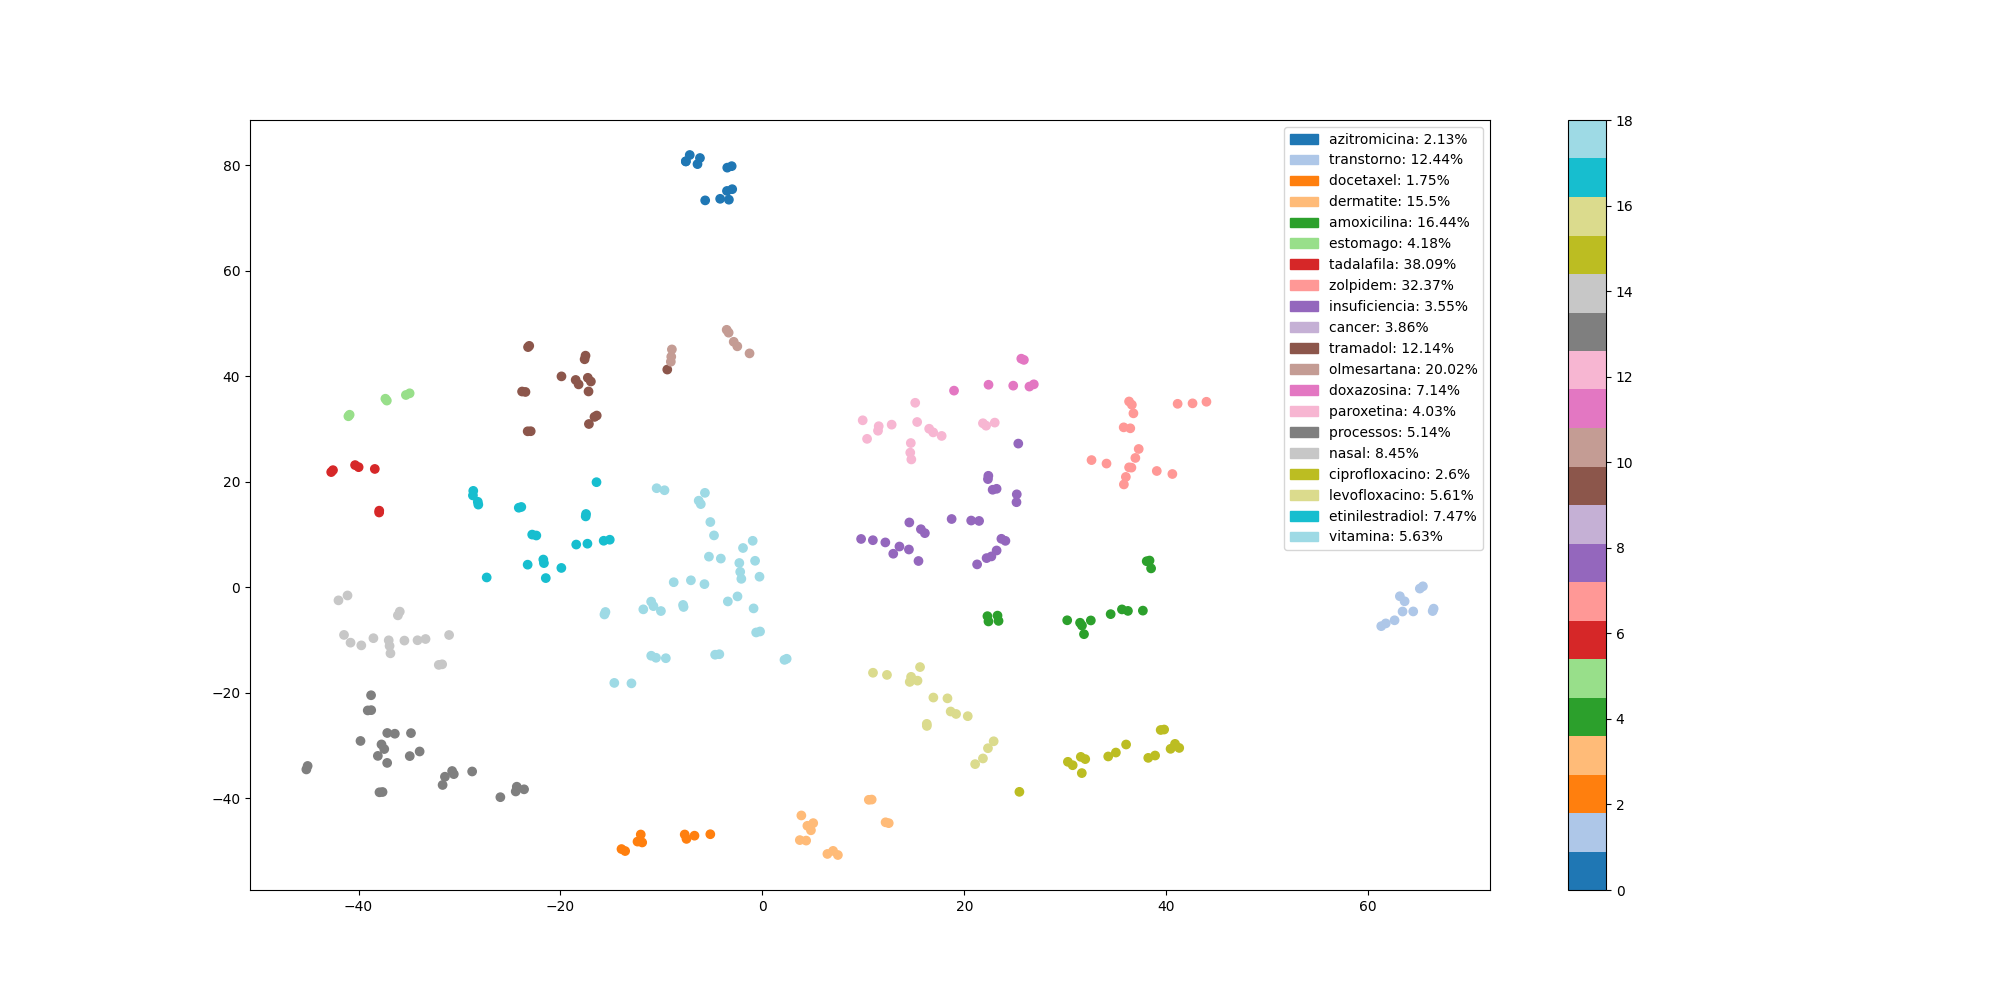 azitromicina: 2.13%
transtorno: 12.44%
docetaxel: 1.75%
dermatite: 15.5%
amoxicilina: 16.44%
estomago: 4.18%
tadalafila: 38.09%
zolpidem: 32.37%
insuficiencia: 3.55%
cancer: 3.86%
tramadol: 12.14%
olmesartana: 20.02%
doxazosina: 7.14%
paroxetina: 4.03%
processos: 5.14%
nasal: 8.45%
ciprofloxacino: 2.6%
levofloxacino: 5.61%
etinilestradiol: 7.47%
vitamina: 5.63%
80
60
40
20
0
−20
−40
−40 −20 0 20 40 60
18
16
14
12
10
8
6
4
2
0